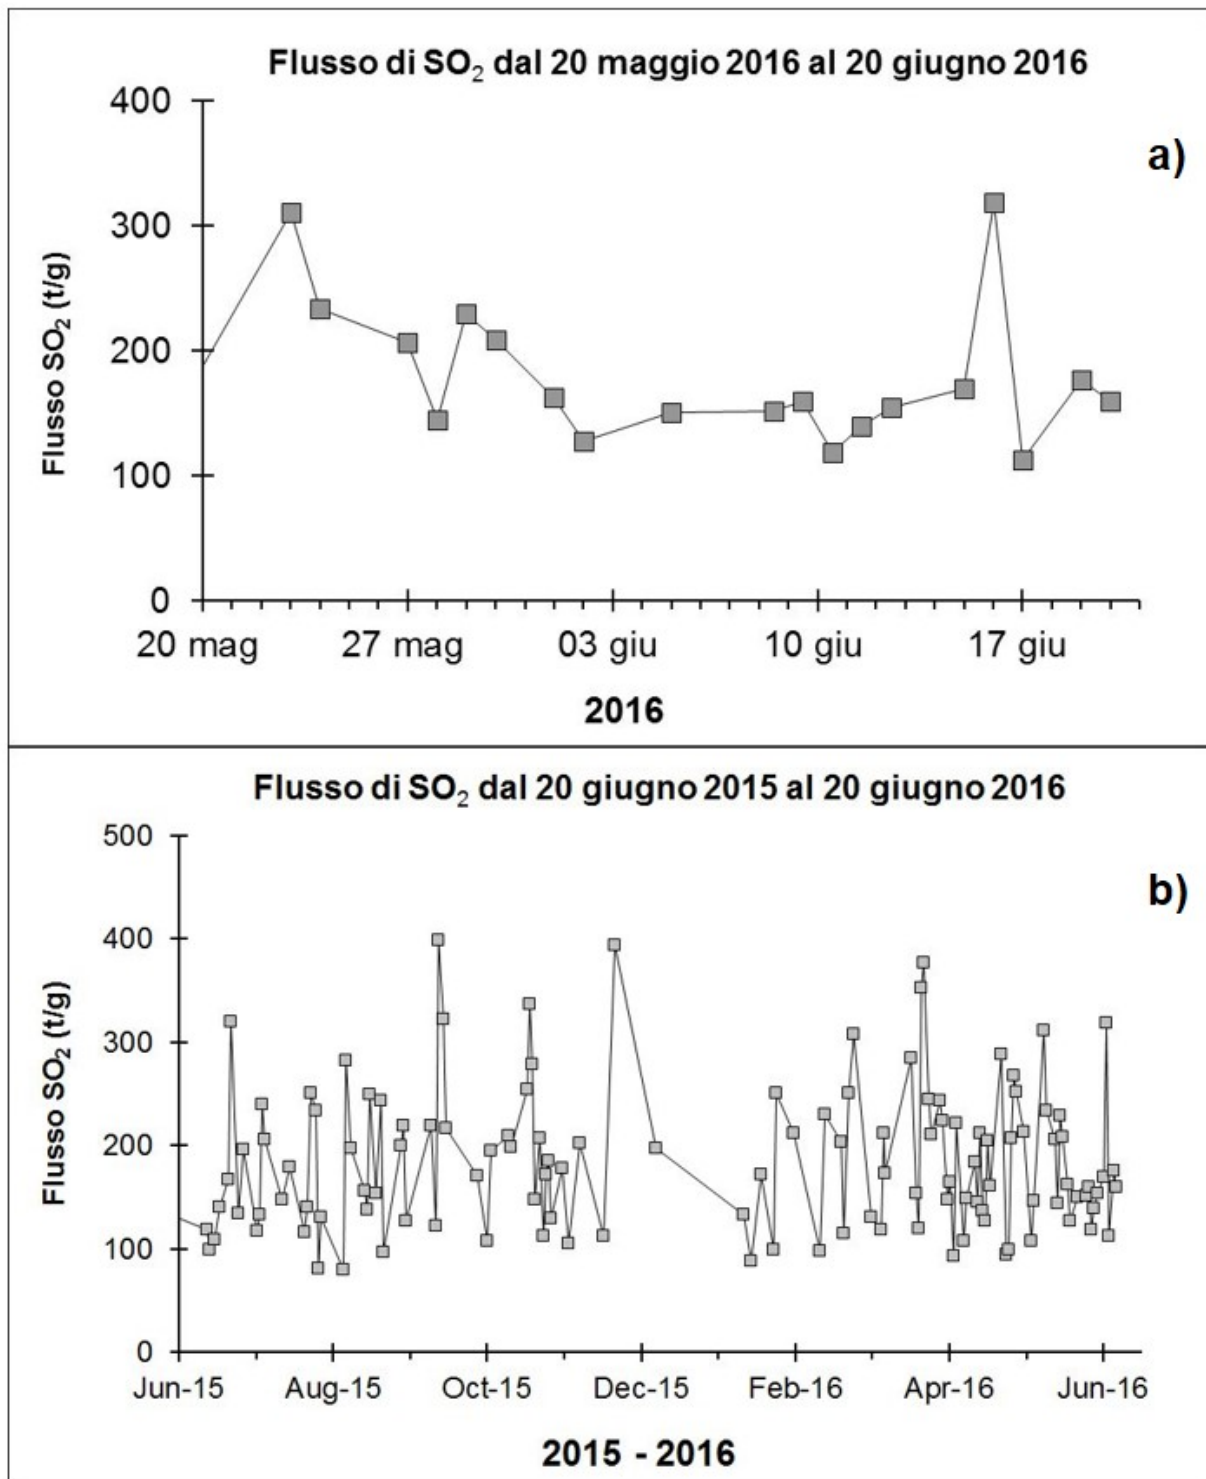 Flusso di SO₂ dal 20 maggio 2016 al 20 giugno 2016
a)
400
300
200
100
0
Flusso SO₂ (t/g)
20 mag 27 mag 03 giu 10 giu 17 giu
2016
Flusso di SO₂ dal 20 giugno 2015 al 20 giugno 2016
b)
500
400
300
200
100
0
Flusso SO₂ (t/g)
Jun-15 Aug-15 Oct-15 Dec-15 Feb-16 Apr-16 Jun-16
2015 - 2016